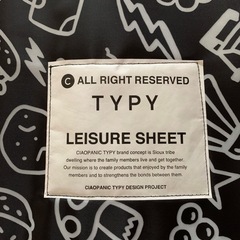 C ALL RIGHT RESERVED
TYPY
LEISURE SHEET
CIAOPANIC TYPY brand concept is Sioux tribe
dwelling where the family members live and get together.
Our mission is to create products that enjoyed by the family
members and to strengthens the bonds between them.
CIAOPANIC TYPY DESIGN PROJECT